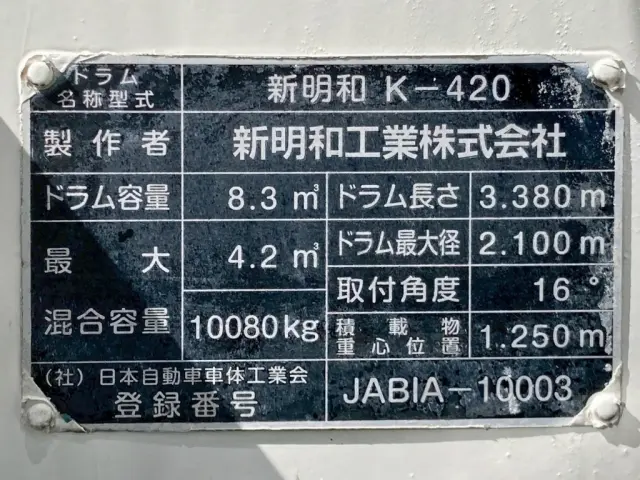 ドラム
名称型式
新明和 K-420
製作者
新明和工業株式会社
ドラム容量
8.3 m³
ドラム長さ
3.380 m
最大
混合容量
4.2 m³
10080kg
ドラム最大径
2.100 m
取付角度
16°
積載物
重心位置
1.250 m
(社)日本自動車車体工業会
登録番号
JABIA-10003